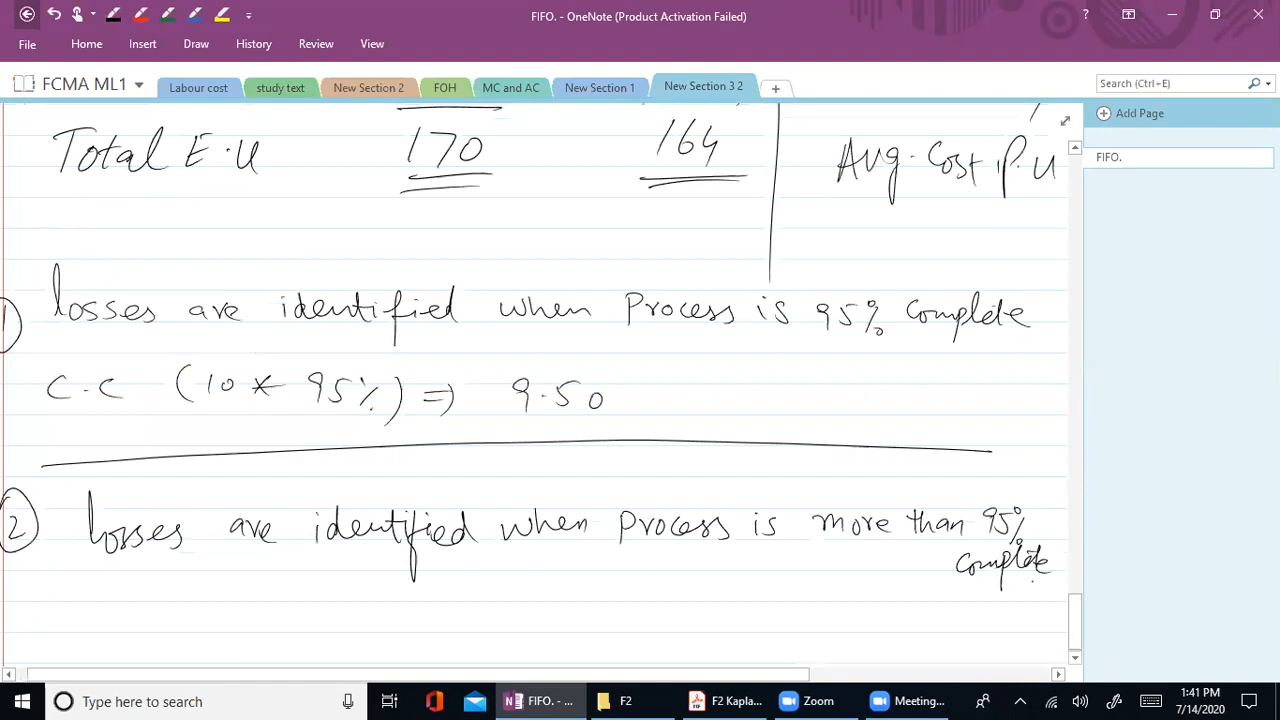 FIFO. - OneNote (Product Activation Failed)
File Home Insert Draw History Review View
FCMA ML1
Labour cost study text New Section 2 FOH MC and AC New Section 1 New Section 3 2
Search (Ctrl+E)
Add Page
FIFO.
Total E.U 170 164 Avg. Cost P.U
1 losses are identified when Process is 95% Complete
C.C (10 * 95%) => 9.50
2 losses are identified when Process is more than 95%
Complete
Type here to search
FIFO. - ...
F2
F2 Kapla...
Zoom
Meeting...
1:41 PM
7/14/2020